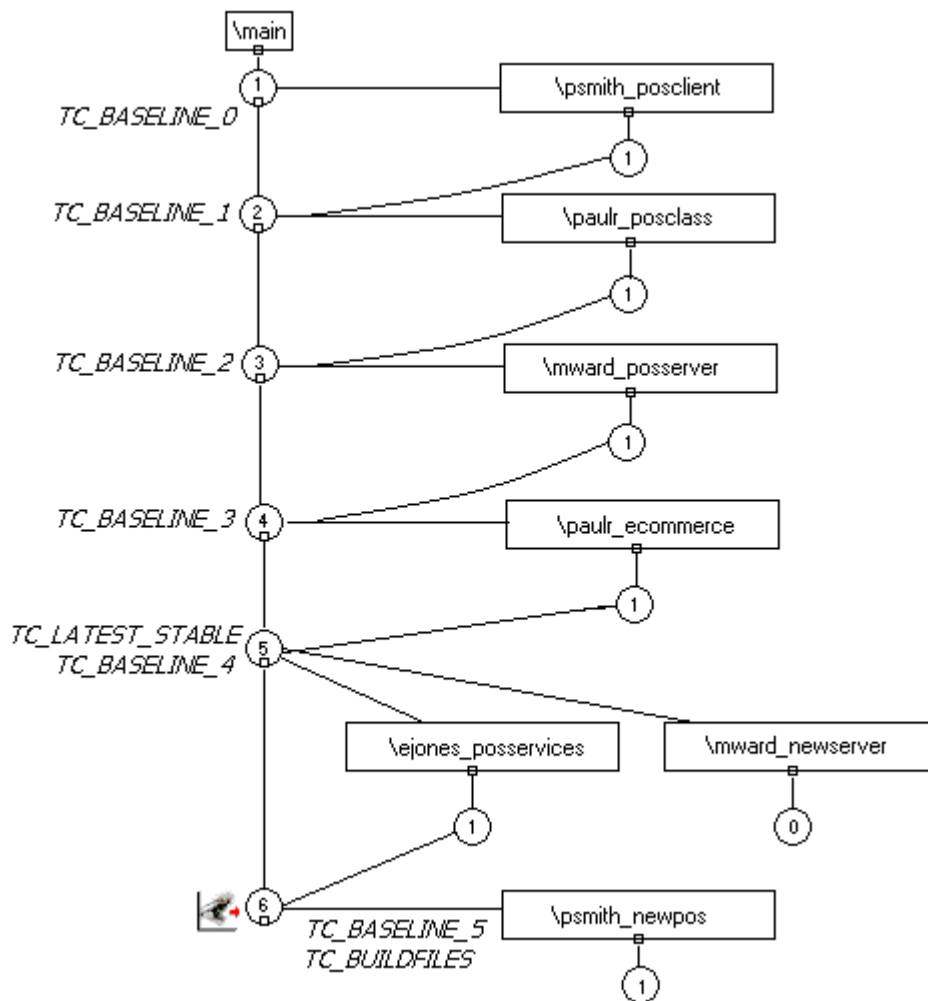 \main
1
\psmith_posclient
TC_BASELINE_0
1
TC_BASELINE_1
2
\paulr_posclass
1
TC_BASELINE_2
3
\mward_posserver
1
TC_BASELINE_3
4
\paulr_ecommerce
1
TC_LATEST_STABLE
5
TC_BASELINE_4
\ejones_posservices
\mward_newserver
1
0
6
\psmith_newpos
TC_BASELINE_5
TC_BUILDFILES
1